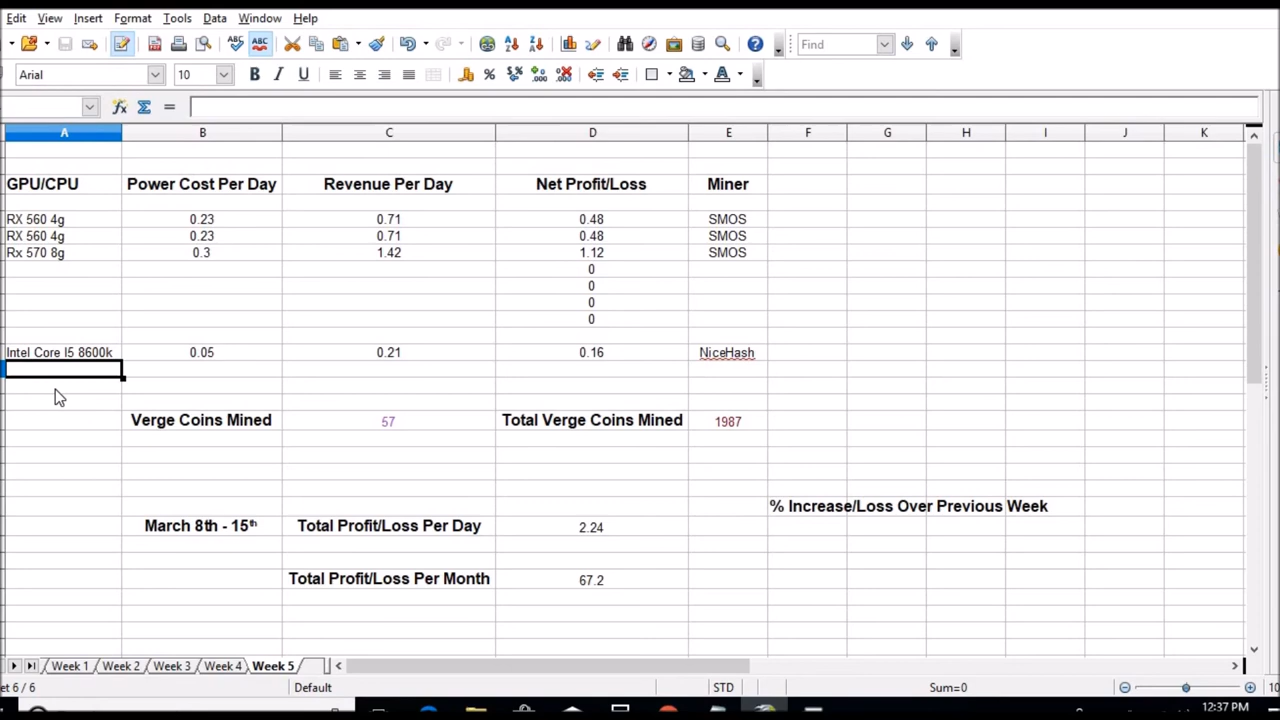 Edit View Insert Format Tools Data Window Help
Find
Arial 10
A B C D E F G H I J K
GPU/CPU Power Cost Per Day Revenue Per Day Net Profit/Loss Miner
RX 560 4g 0.23 0.71 0.48 SMOS
RX 560 4g 0.23 0.71 0.48 SMOS
Rx 570 8g 0.3 1.42 1.12 SMOS
0
0
0
0
Intel Core I5 8600k 0.05 0.21 0.16 NiceHash
Verge Coins Mined 57 Total Verge Coins Mined 1987
% Increase/Loss Over Previous Week
March 8th - 15th Total Profit/Loss Per Day 2.24
Total Profit/Loss Per Month 67.2
Week 1 Week 2 Week 3 Week 4 Week 5
et 6 / 6 Default STD Sum=0 10
12:37 PM